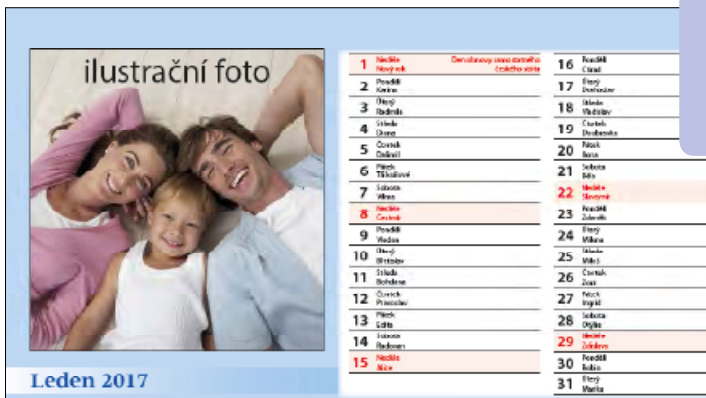 ilustrační foto
Leden 2017
1 Neděle
Nový rok
Den obnovy samostatného
českého státu
2 Pondělí
Karina
3 Úterý
Radmila
4 Středa
Diana
5 Čtvrtek
Dalimil
6 Pátek
Tři králové
7 Sobota
Vilma
8 Neděle
Čestmír
9 Pondělí
Vladan
10 Úterý
Břetislav
11 Středa
Bohdana
12 Čtvrtek
Pravoslav
13 Pátek
Edita
14 Sobota
Radovan
15 Neděle
Alice
16 Pondělí
Ctirad
17 Úterý
Drahoslav
18 Středa
Vladislav
19 Čtvrtek
Doubravka
20 Pátek
Ilona
21 Sobota
Běla
22 Neděle
Slavomír
23 Pondělí
Zdeněk
24 Úterý
Milena
25 Středa
Miloš
26 Čtvrtek
Zora
27 Pátek
Ingrid
28 Sobota
Otýlie
29 Neděle
Zdislava
30 Pondělí
Robin
31 Úterý
Marika